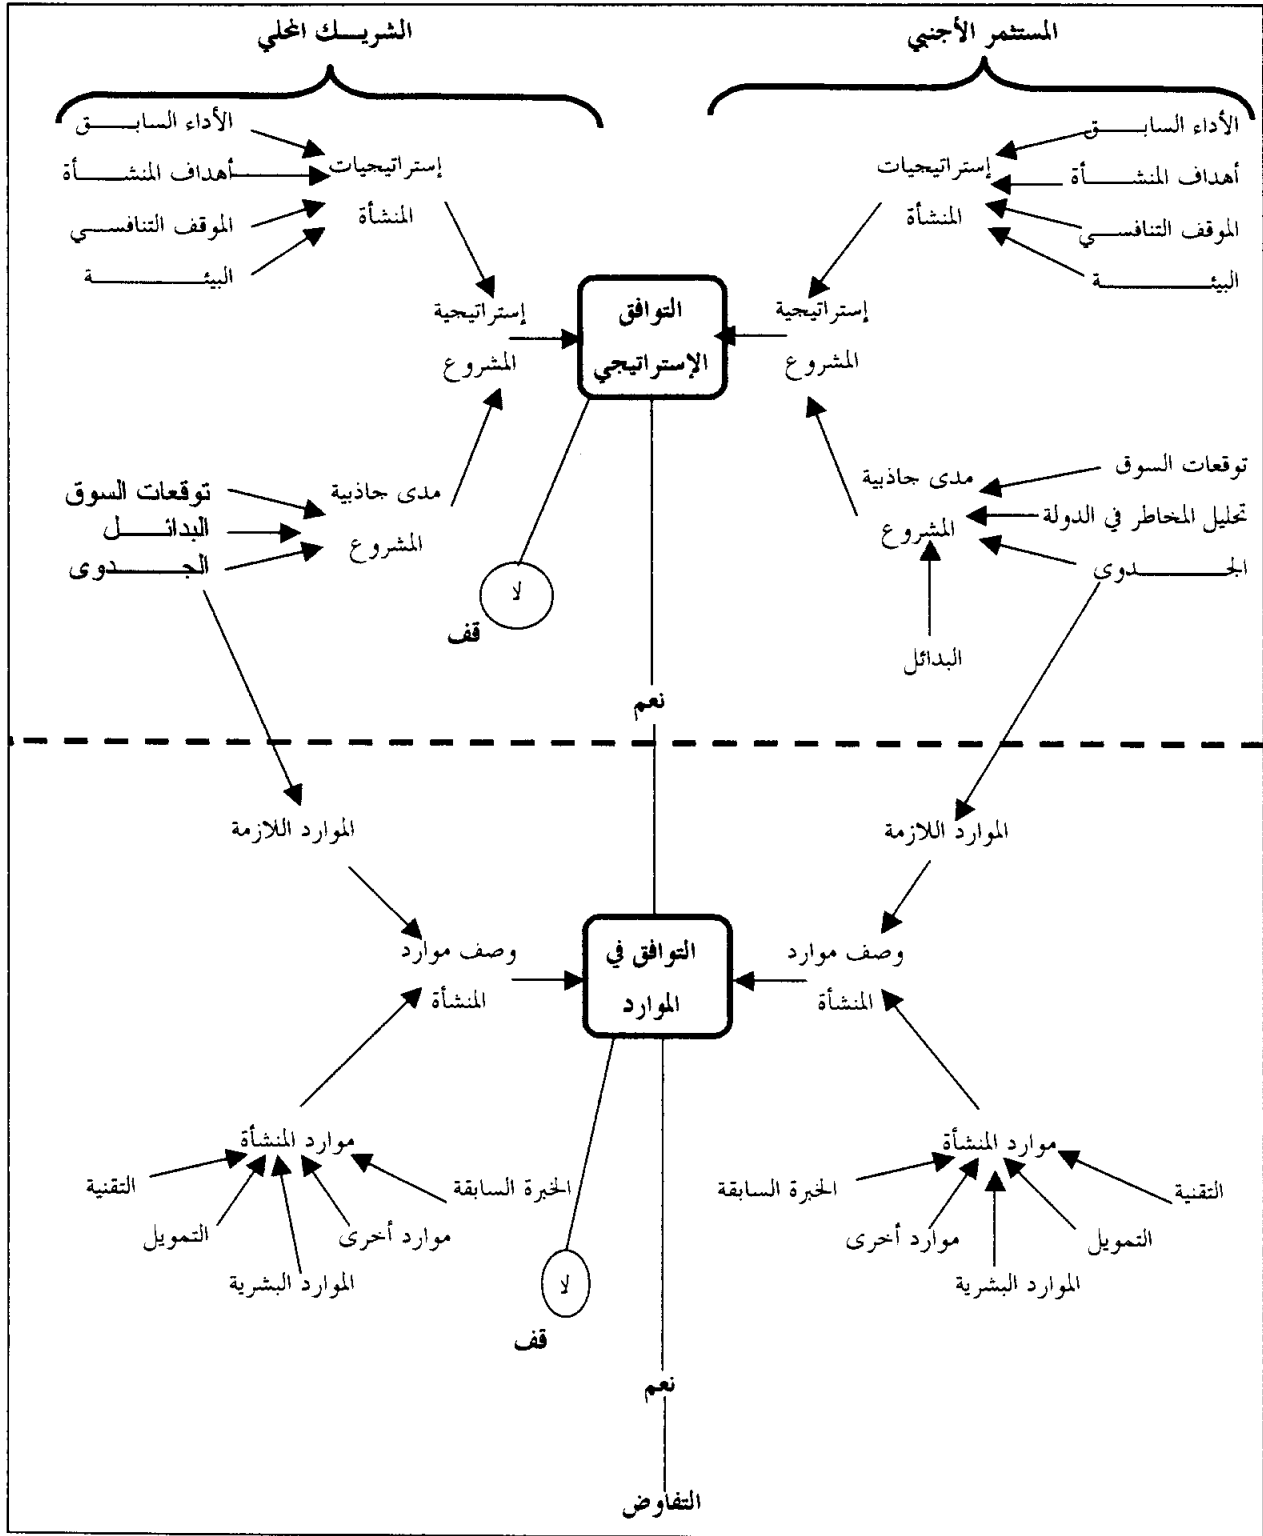 المستثمر الأجنبي
الشريك المحلي
الأداء السابق
أهداف المنشأة
الموقف التنافسي
البيئة
إستراتيجيات
المنشأة
الأداء السابق
أهداف المنشأة
الموقف التنافسي
البيئة
إستراتيجيات
المنشأة
إستراتيجية
المشروع
التوافق
الإستراتيجي
إستراتيجية
المشروع
توقعات السوق
تحليل المخاطر في الدولة
الجدوى
البدائل
مدى جاذبية
المشروع
مدى جاذبية
المشروع
توقعات السوق
البدائل
الجدوى
لا
قف
نعم
الموارد اللازمة
الموارد اللازمة
وصف موارد
المنشأة
التوافق في
الموارد
وصف موارد
المنشأة
موارد المنشأة
التقنية
التمويل
الموارد البشرية
موارد أخرى
الخبرة السابقة
موارد المنشأة
الخبرة السابقة
موارد أخرى
الموارد البشرية
التمويل
التقنية
لا
قف
نعم
التفاوض